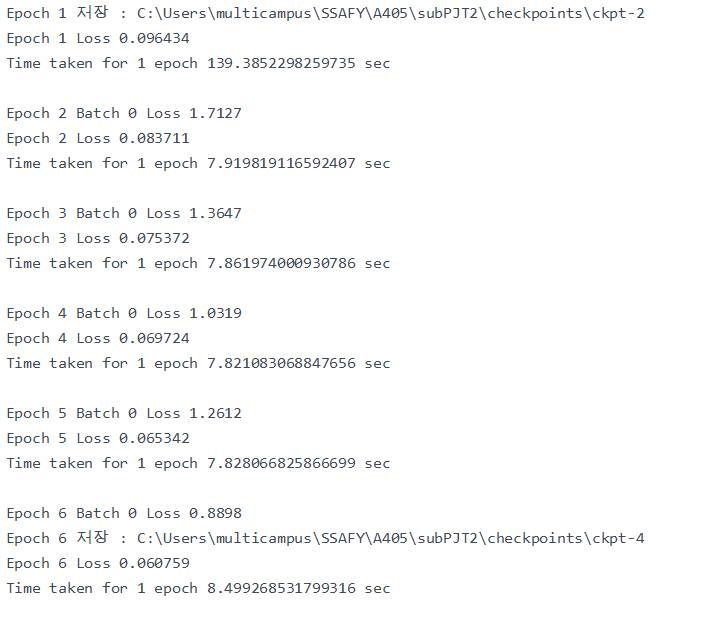 Epoch 1 저장 : C:\Users\multicampus\SSAFY\A405\subPJT2\checkpoints\ckpt-2
Epoch 1 Loss 0.096434
Time taken for 1 epoch 139.3852298259735 sec
Epoch 2 Batch 0 Loss 1.7127
Epoch 2 Loss 0.083711
Time taken for 1 epoch 7.919819116592407 sec
Epoch 3 Batch 0 Loss 1.3647
Epoch 3 Loss 0.075372
Time taken for 1 epoch 7.861974000930786 sec
Epoch 4 Batch 0 Loss 1.0319
Epoch 4 Loss 0.069724
Time taken for 1 epoch 7.821083068847656 sec
Epoch 5 Batch 0 Loss 1.2612
Epoch 5 Loss 0.065342
Time taken for 1 epoch 7.828066825866699 sec
Epoch 6 Batch 0 Loss 0.8898
Epoch 6 저장 : C:\Users\multicampus\SSAFY\A405\subPJT2\checkpoints\ckpt-4
Epoch 6 Loss 0.060759
Time taken for 1 epoch 8.499268531799316 sec